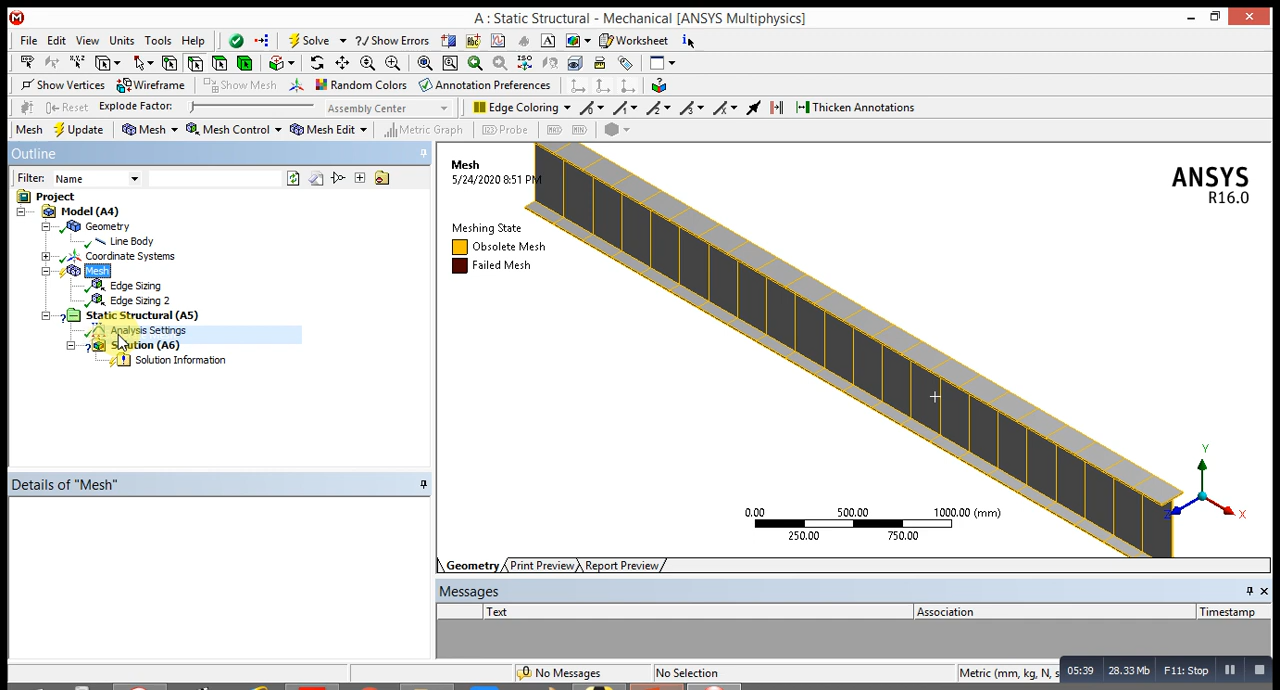 A : Static Structural - Mechanical [ANSYS Multiphysics]
File Edit View Units Tools Help Solve ?/ Show Errors Worksheet
Show Vertices Wireframe Show Mesh Random Colors Annotation Preferences
Reset Explode Factor: Assembly Center Edge Coloring Thicken Annotations
Mesh Update Mesh Mesh Control Mesh Edit Metric Graph Probe MAX MIN
Outline
Filter: Name
Project
Model (A4)
Geometry
Line Body
Coordinate Systems
Mesh
Edge Sizing
Edge Sizing 2
Static Structural (A5)
Analysis Settings
Solution (A6)
Solution Information
Details of "Mesh"
Mesh
5/24/2020 8:51 PM
Meshing State
Obsolete Mesh
Failed Mesh
ANSYS
R16.0
Y
X
Z
0.00 500.00 1000.00 (mm)
250.00 750.00
Geometry Print Preview Report Preview
Messages
Text Association Timestamp
No Messages No Selection Metric (mm, kg, N, s
05:39 28.33 Mb F11: Stop